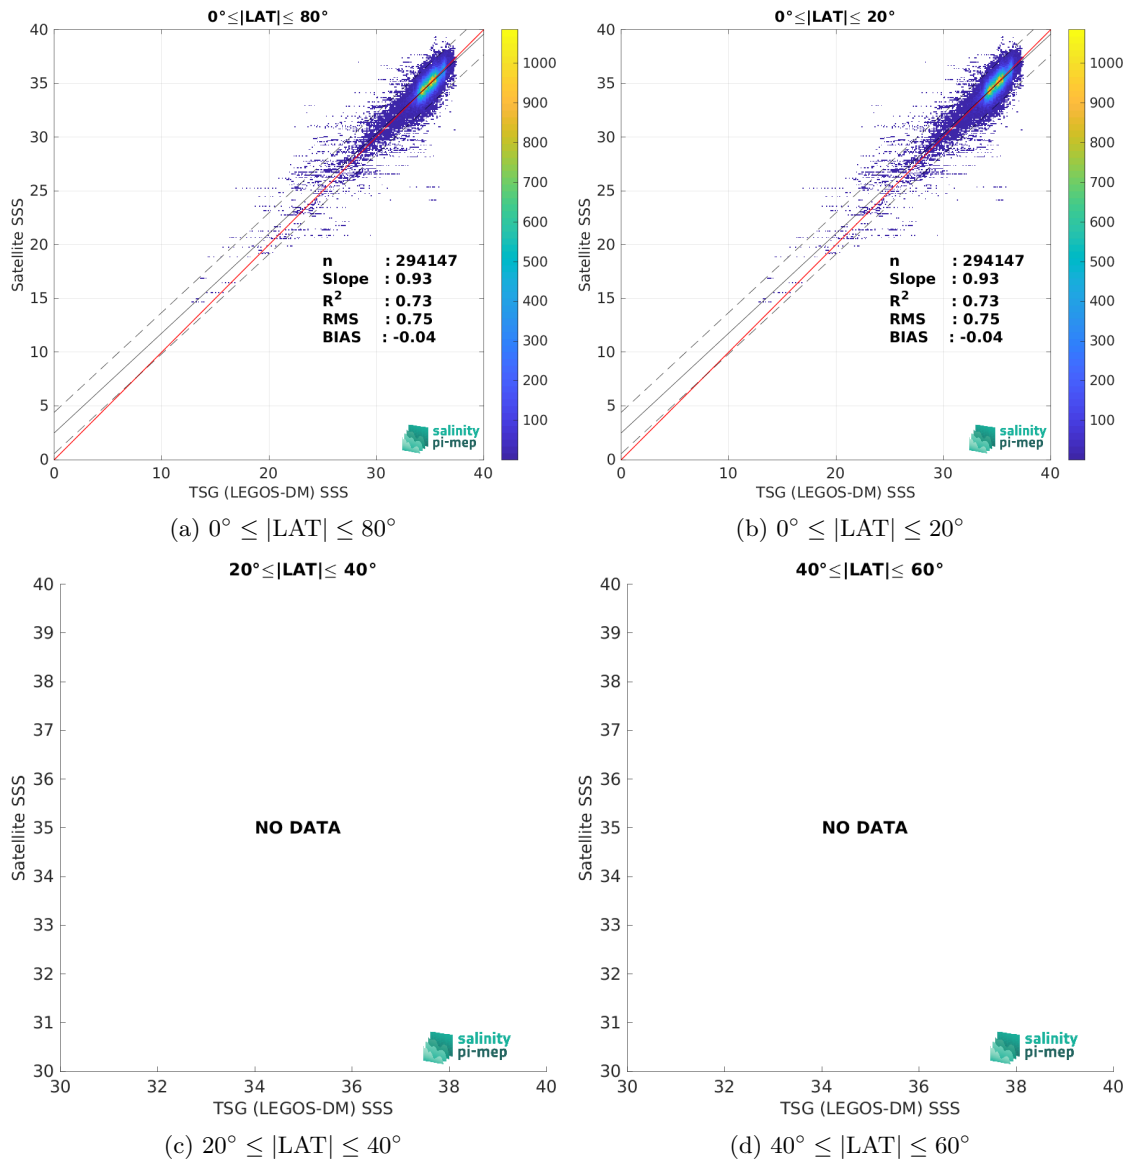 0°≤|LAT|≤ 80°
40
35
30
25
20
15
10
5
0
Satellite SSS
0
10
20
30
40
TSG (LEGOS-DM) SSS
n : 294147
Slope : 0.93
R² : 0.73
RMS : 0.75
BIAS : -0.04
salinity
pi-mep
1000
900
800
700
600
500
400
300
200
100
(a) 0° ≤ |LAT| ≤ 80°
0°≤|LAT|≤ 20°
40
35
30
25
20
15
10
5
0
Satellite SSS
0
10
20
30
40
TSG (LEGOS-DM) SSS
n : 294147
Slope : 0.93
R² : 0.73
RMS : 0.75
BIAS : -0.04
salinity
pi-mep
1000
900
800
700
600
500
400
300
200
100
(b) 0° ≤ |LAT| ≤ 20°
20°≤|LAT|≤ 40°
40
39
38
37
36
35
34
33
32
31
30
Satellite SSS
NO DATA
salinity
pi-mep
30
32
34
36
38
40
TSG (LEGOS-DM) SSS
(c) 20° ≤ |LAT| ≤ 40°
40°≤|LAT|≤ 60°
40
39
38
37
36
35
34
33
32
31
30
Satellite SSS
NO DATA
salinity
pi-mep
30
32
34
36
38
40
TSG (LEGOS-DM) SSS
(d) 40° ≤ |LAT| ≤ 60°